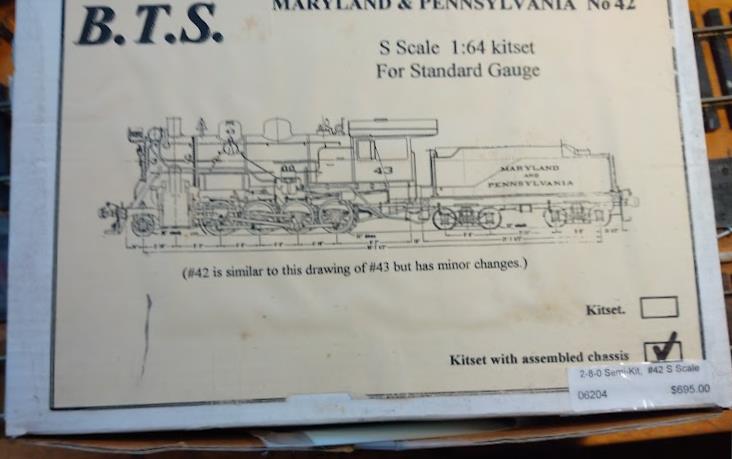 MARYLAND & PENNSYLVANIA No 42
B.T.S.
S Scale 1:64 kitset
For Standard Gauge
43
43
MARYLAND
AND
PENNSYLVANIA
(#42 is similar to this drawing of #43 but has minor changes.)
Kitset.
Kitset with assembled chassis
2-8-0 Semi-Kit, #42 S Scale
06204 $695.00